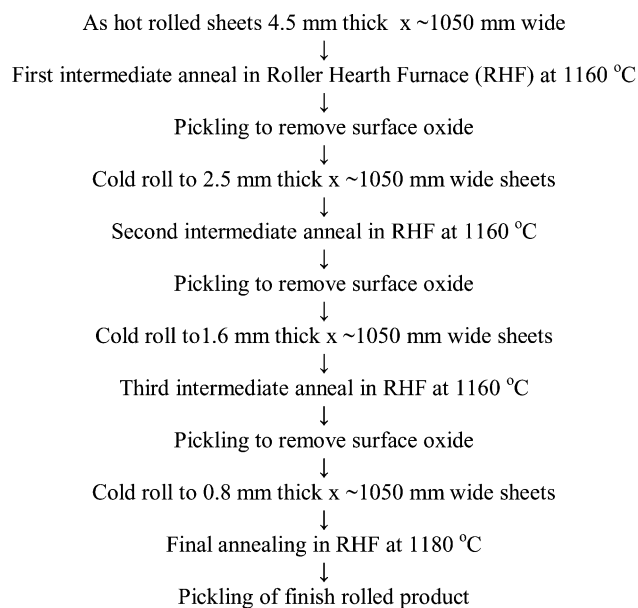 As hot rolled sheets 4.5 mm thick  x ~1050 mm wide
↓
First intermediate anneal in Roller Hearth Furnace (RHF) at 1160 °C
↓
Pickling to remove surface oxide
↓
Cold roll to 2.5 mm thick x ~1050 mm wide sheets
↓
Second intermediate anneal in RHF at 1160 °C
↓
Pickling to remove surface oxide
↓
Cold roll to1.6 mm thick x ~1050 mm wide sheets
↓
Third intermediate anneal in RHF at 1160 °C
↓
Pickling to remove surface oxide
↓
Cold roll to 0.8 mm thick x ~1050 mm wide sheets
↓
Final annealing in RHF at 1180 °C
↓
Pickling of finish rolled product